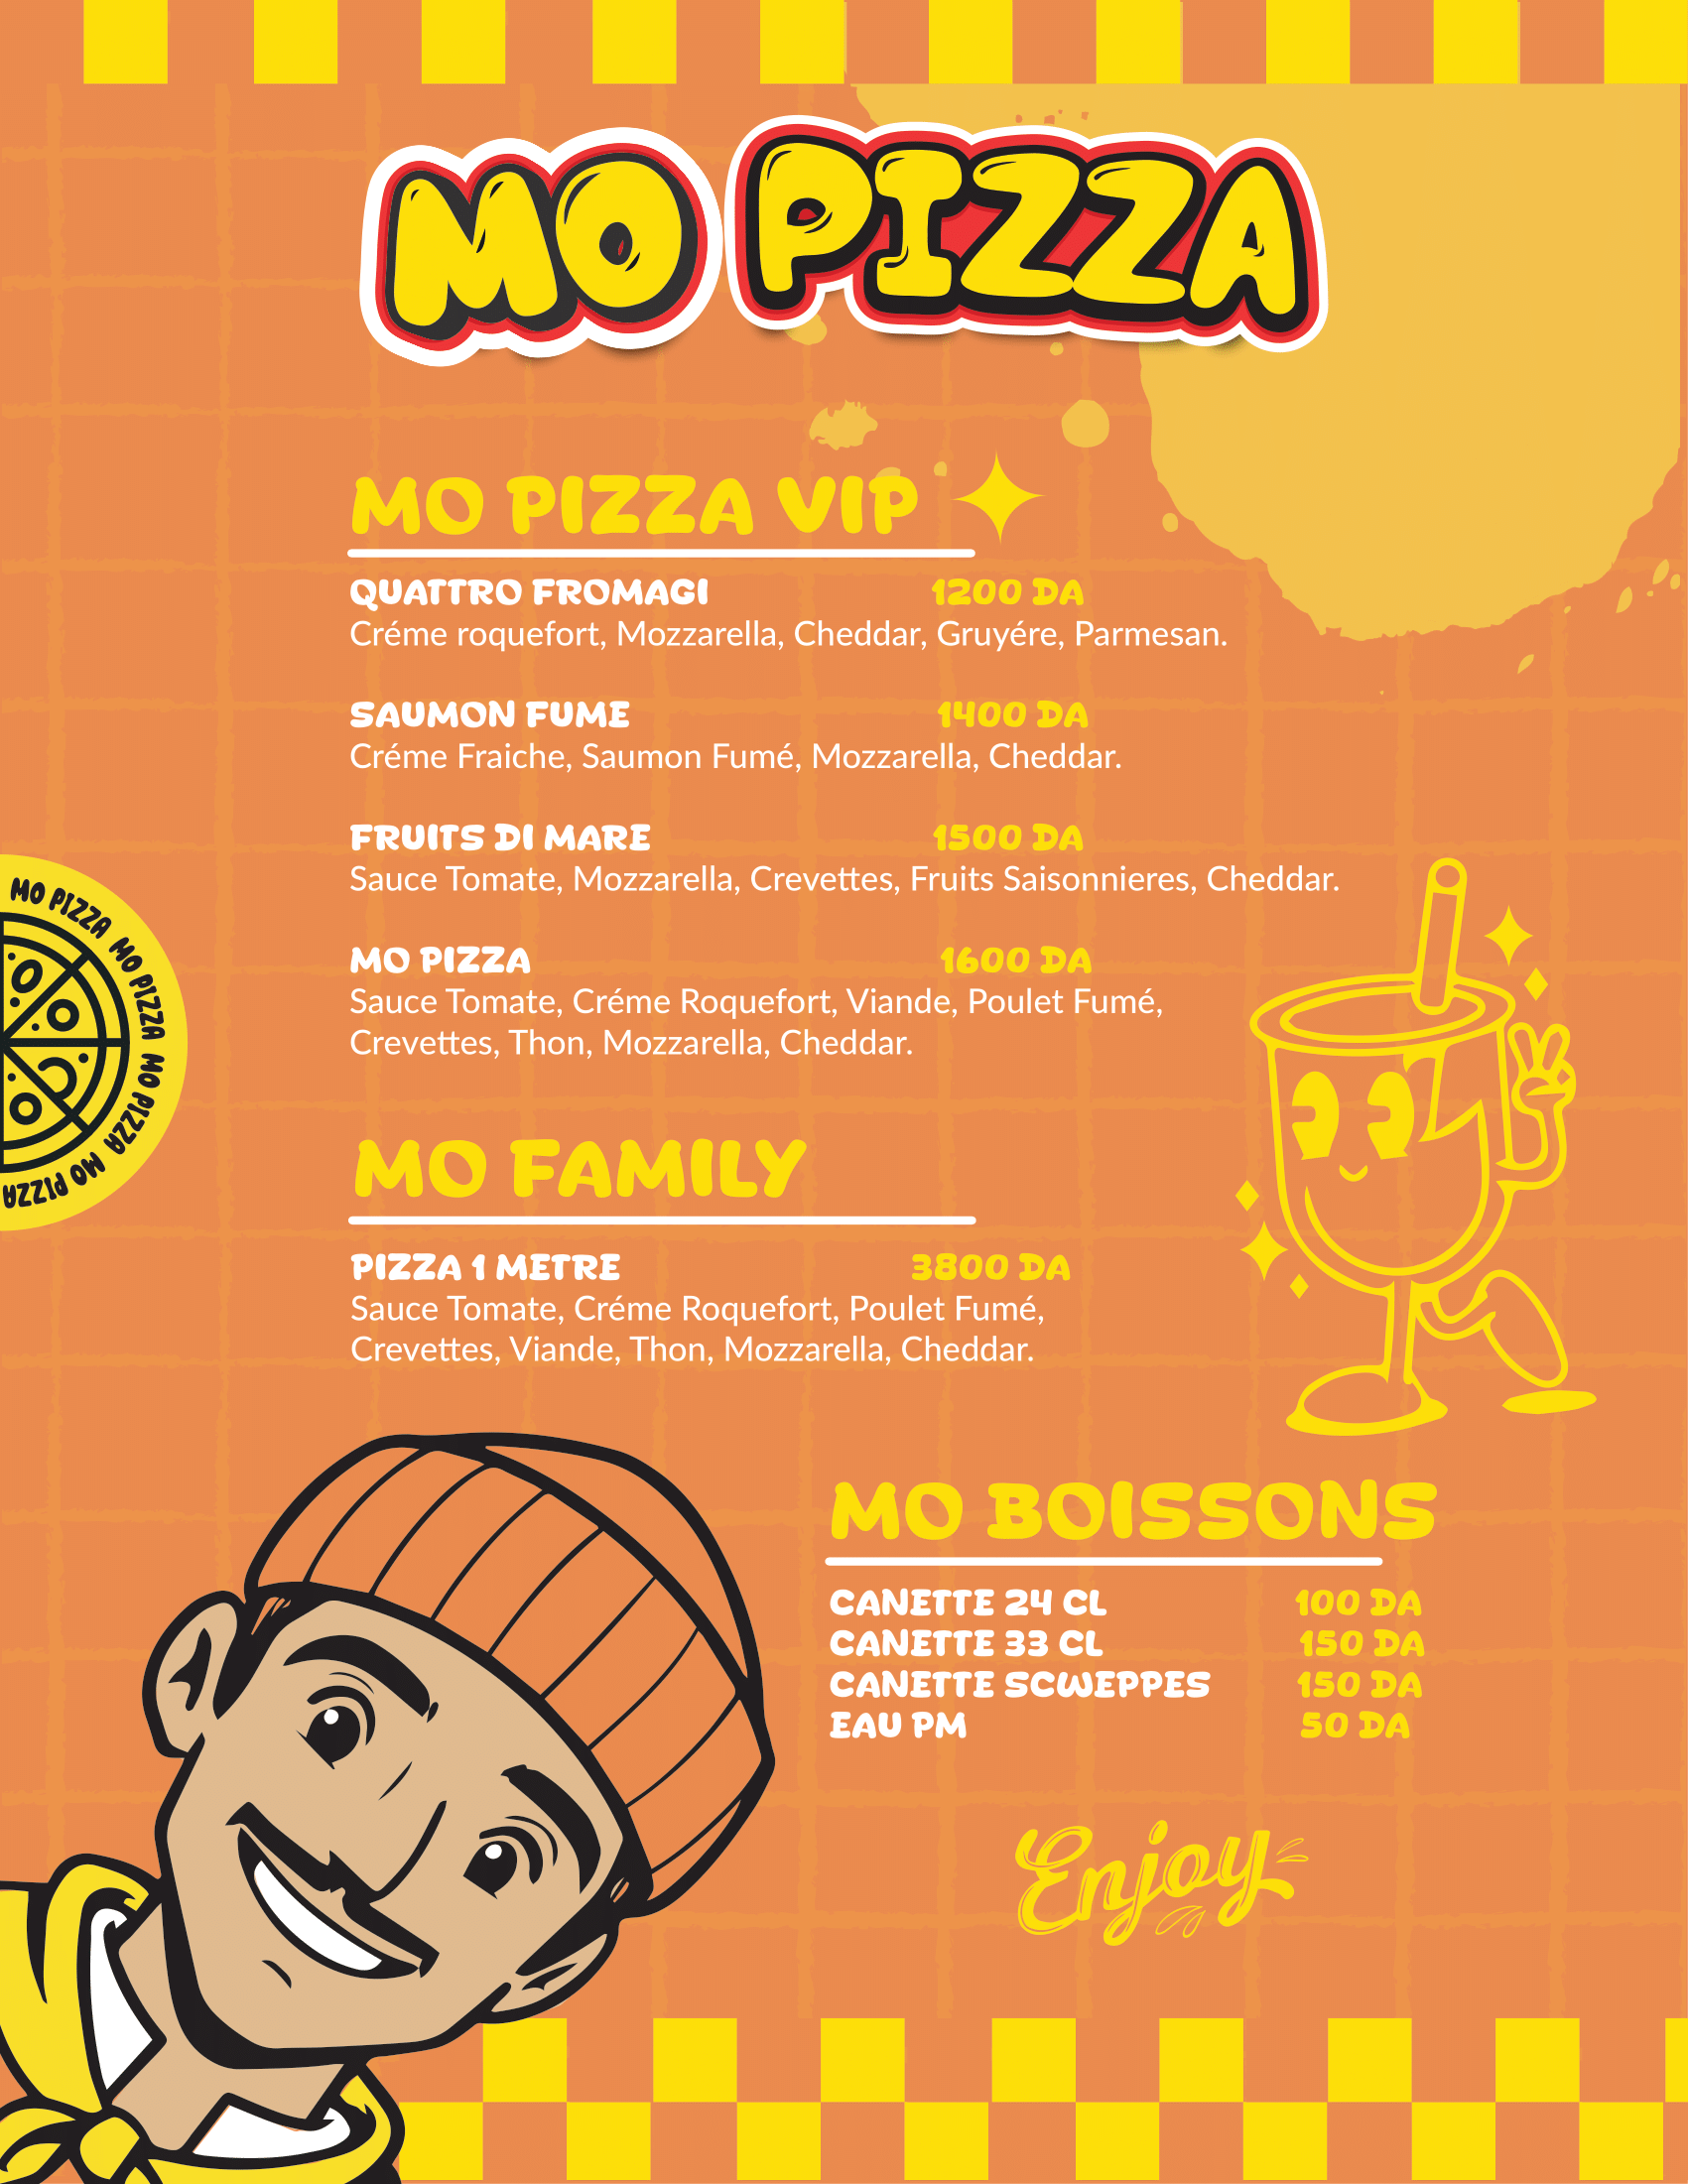 MO PIZZA
MO PIZZA VIP
QUATTRO FROMAGI 1200 DA
Créme roquefort, Mozzarella, Cheddar, Gruyére, Parmesan.
SAUMON FUME 1400 DA
Créme Fraiche, Saumon Fumé, Mozzarella, Cheddar.
FRUITS DI MARE 1500 DA
Sauce Tomate, Mozzarella, Crevettes, Fruits Saisonnieres, Cheddar.
MO PIZZA 1600 DA
Sauce Tomate, Créme Roquefort, Viande, Poulet Fumé,
Crevettes, Thon, Mozzarella, Cheddar.
MO PIZZA MO PIZZA MO PIZZA MO PIZZA
MO FAMILY
PIZZA 1 METRE 3800 DA
Sauce Tomate, Créme Roquefort, Poulet Fumé,
Crevettes, Viande, Thon, Mozzarella, Cheddar.
MO BOISSONS
CANETTE 24 CL 100 DA
CANETTE 33 CL 150 DA
CANETTE SCWEPPES 150 DA
EAU PM 50 DA
Enjoy